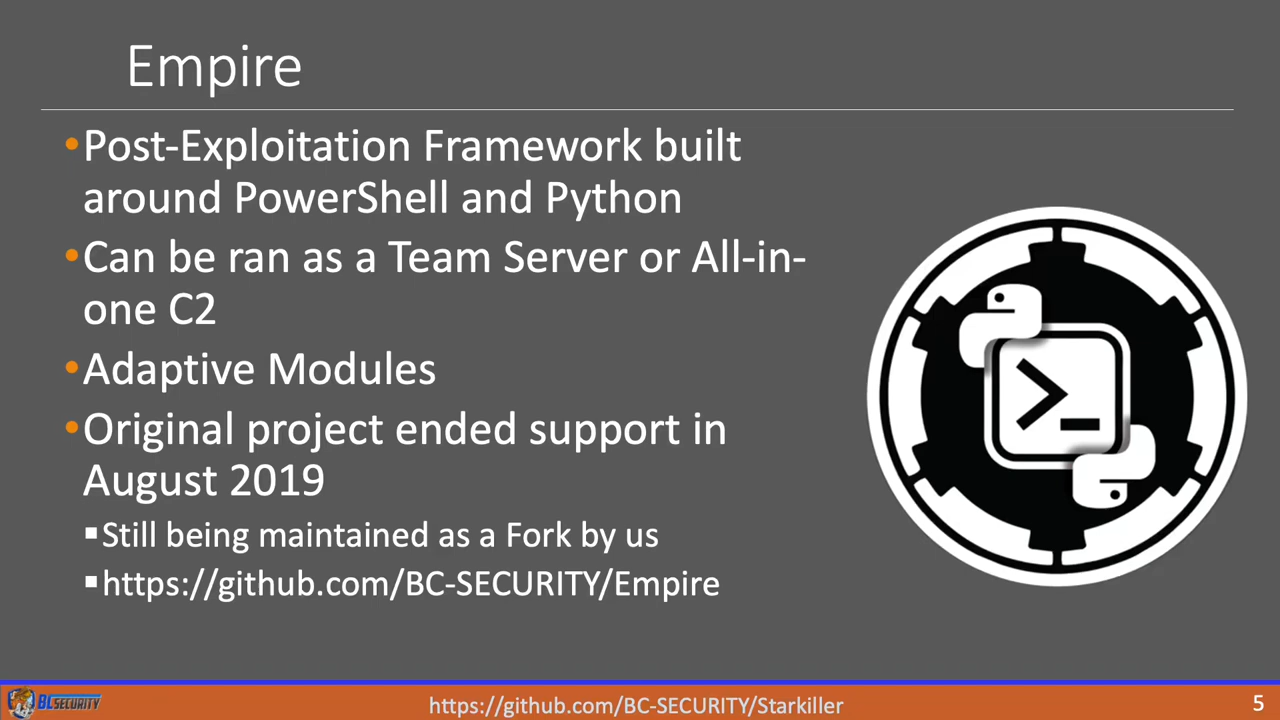 Empire
•Post-Exploitation Framework built
around PowerShell and Python
•Can be ran as a Team Server or All-in-
one C2
•Adaptive Modules
•Original project ended support in
August 2019
▪Still being maintained as a Fork by us
▪https://github.com/BC-SECURITY/Empire
>_
BCSECURITY
https://github.com/BC-SECURITY/Starkiller
5